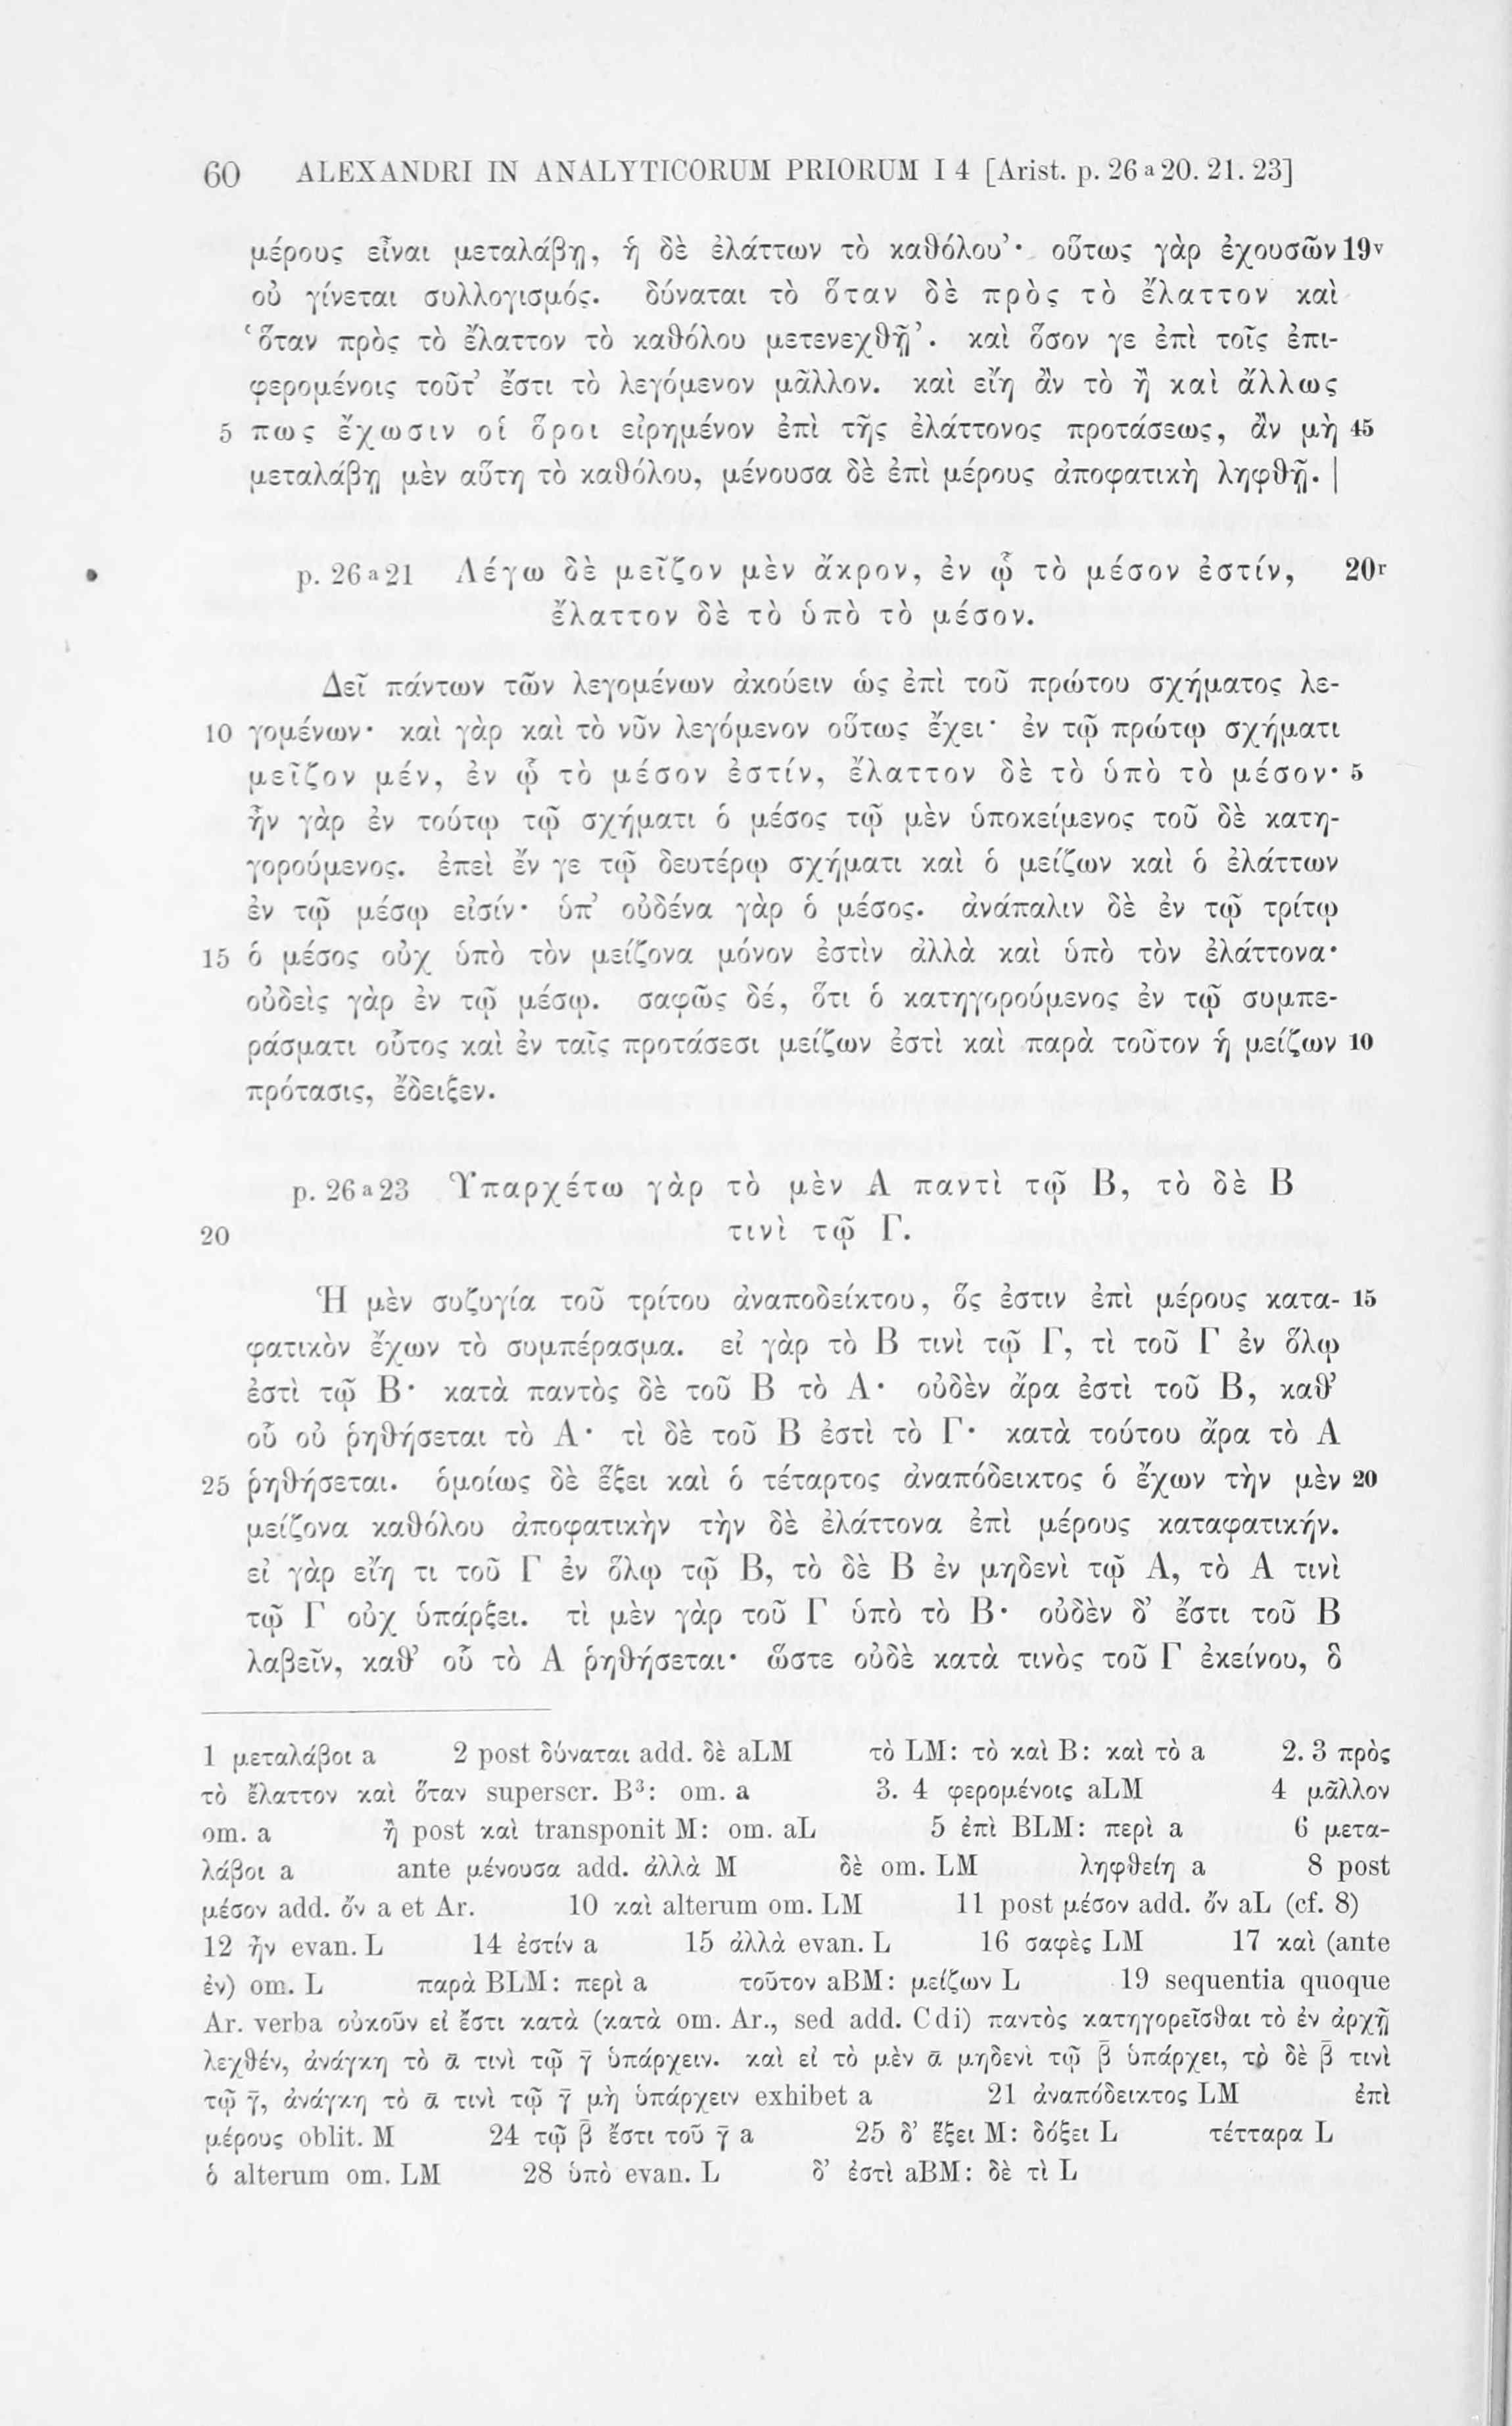 60 ALEXANDRI IN ANALYTICORUM PRIORUM I 4 [Arist. p. 26 a 20. 21. 23]
μέρους εἶναι μεταλάβῃ, ἡ δὲ ἐλάττων τὸ καθόλου’· οὕτως γὰρ ἐχουσῶν 19v
οὐ γίνεται συλλογισμός. δύναται τὸ ὅταν δὲ πρὸς τὸ ἔλαττον καὶ
‘ὅταν πρὸς τὸ ἔλαττον τὸ καθόλου μετενεχθῇ’. καὶ ὅσον γε ἐπὶ τοῖς ἐπι-
φερομένοις τοῦτ’ ἔστι τὸ λεγόμενον μᾶλλον. καὶ εἴη ἂν τὸ ἢ καὶ ἄλλως
5 πως ἔχωσιν οἱ ὅροι εἰρημένον ἐπὶ τῆς ἐλάττονος προτάσεως, ἂν μὴ 45
μεταλάβῃ μὲν αὕτη τὸ καθόλου, μένουσα δὲ ἐπὶ μέρους ἀποφατικὴ ληφθῇ. |
p. 26 a 21 Λέγω δὲ μεῖζον μὲν ἄκρον, ἐν ᾧ τὸ μέσον ἐστίν, 20r
ἔλαττον δὲ τὸ ὑπὸ τὸ μέσον.
Δεῖ πάντων τῶν λεγομένων ἀκούειν ὡς ἐπὶ τοῦ πρώτου σχήματος λε-
10 γομένων· καὶ γὰρ καὶ τὸ νῦν λεγόμενον οὕτως ἔχει· ἐν τῷ πρώτῳ σχήματι
μεῖζον μέν, ἐν ᾧ τὸ μέσον ἐστίν, ἔλαττον δὲ τὸ ὑπὸ τὸ μέσον· 5
ἦν γὰρ ἐν τούτῳ τῷ σχήματι ὁ μέσος τῷ μὲν ὑποκείμενος τοῦ δὲ κατη-
γορούμενος. ἐπεὶ ἔν γε τῷ δευτέρῳ σχήματι καὶ ὁ μείζων καὶ ὁ ἐλάττων
ἐν τῷ μέσῳ εἰσίν· ὑπ’ οὐδένα γὰρ ὁ μέσος. ἀνάπαλιν δὲ ἐν τῷ τρίτῳ
15 ὁ μέσος οὐχ ὑπὸ τὸν μείζονα μόνον ἐστὶν ἀλλὰ καὶ ὑπὸ τὸν ἐλάττονα·
οὐδεὶς γὰρ ἐν τῷ μέσῳ. σαφῶς δέ, ὅτι ὁ κατηγορούμενος ἐν τῷ συμπε-
ράσματι οὗτος καὶ ἐν ταῖς προτάσεσι μείζων ἐστὶ καὶ παρὰ τοῦτον ἡ μείζων 10
πρότασις, ἔδειξεν.
p. 26 a 23 Ὑπαρχέτω γὰρ τὸ μὲν Α παντὶ τῷ Β, τὸ δὲ Β
20 τινὶ τῷ Γ.
Ἡ μὲν συζυγία τοῦ τρίτου ἀναποδείκτου, ὅς ἐστιν ἐπὶ μέρους κατα- 15
φατικὸν ἔχων τὸ συμπέρασμα. εἰ γὰρ τὸ Β τινὶ τῷ Γ, τὶ τοῦ Γ ἐν ὅλῳ
ἐστὶ τῷ Β· κατὰ παντὸς δὲ τοῦ Β τὸ Α· οὐδὲν ἄρα ἐστὶ τοῦ Β, καθ’
οὗ οὐ ῥηθήσεται τὸ Α· τὶ δὲ τοῦ Β ἐστὶ τὸ Γ· κατὰ τούτου ἄρα τὸ Α
25 ῥηθήσεται. ὁμοίως δὲ ἕξει καὶ ὁ τέταρτος ἀναπόδεικτος ὁ ἔχων τὴν μὲν 20
μείζονα καθόλου ἀποφατικὴν τὴν δὲ ἐλάττονα ἐπὶ μέρους καταφατικήν.
εἰ γὰρ εἴη τι τοῦ Γ ἐν ὅλῳ τῷ Β, τὸ δὲ Β ἐν μηδενὶ τῷ Α, τὸ Α τινὶ
τῷ Γ οὐχ ὑπάρξει. τὶ μὲν γὰρ τοῦ Γ ὑπὸ τὸ Β· οὐδὲν δ’ ἔστι τοῦ Β
λαβεῖν, καθ’ οὗ τὸ Α ῥηθήσεται· ὥστε οὐδὲ κατὰ τινὸς τοῦ Γ ἐκείνου, ὃ
1 μεταλάβοι a 2 post δύναται add. δὲ aLM τὸ LM: τὸ καὶ B: καὶ τὸ a 2. 3 πρὸς
τὸ ἔλαττον καὶ ὅταν superscr. B³: om. a 3. 4 φερομένοις aLM 4 μᾶλλον
om. a ἢ post καὶ transponit M: om. aL 5 ἐπὶ BLM: περὶ a 6 μετα-
λάβοι a ante μένουσα add. ἀλλὰ M δὲ om. LM ληφθείη a 8 post
μέσον add. ὂν a et Ar. 10 καὶ alterum om. LM 11 post μέσον add. ὂν aL (cf. 8)
12 ἦν evan. L 14 ἐστίν a 15 ἀλλὰ evan. L 16 σαφὲς LM 17 καὶ (ante
ἐν) om. L παρὰ BLM: περὶ a τοῦτον aBM: μείζων L 19 sequentia quoque
Ar. verba οὐκοῦν εἰ ἔστι κατὰ (κατὰ om. Ar., sed add. Cdi) παντὸς κατηγορεῖσθαι τὸ ἐν ἀρχῇ
λεχθέν, ἀνάγκη τὸ ᾱ τινὶ τῷ γ̄ ὑπάρχειν. καὶ εἰ τὸ μὲν ᾱ μηδενὶ τῷ β̄ ὑπάρχει, τὸ δὲ β̄ τινὶ
τῷ γ̄, ἀνάγκη τὸ ᾱ τινὶ τῷ γ̄ μὴ ὑπάρχειν exhibet a 21 ἀναπόδεικτος LM ἐπὶ
μέρους oblit. M 24 τῷ β̄ ἔστι τοῦ γ̄ a 25 δ’ ἕξει M: δόξει L τέτταρα L
ὁ alterum om. LM 28 ὑπὸ evan. L δ’ ἐστὶ aBM: δὲ τὶ L